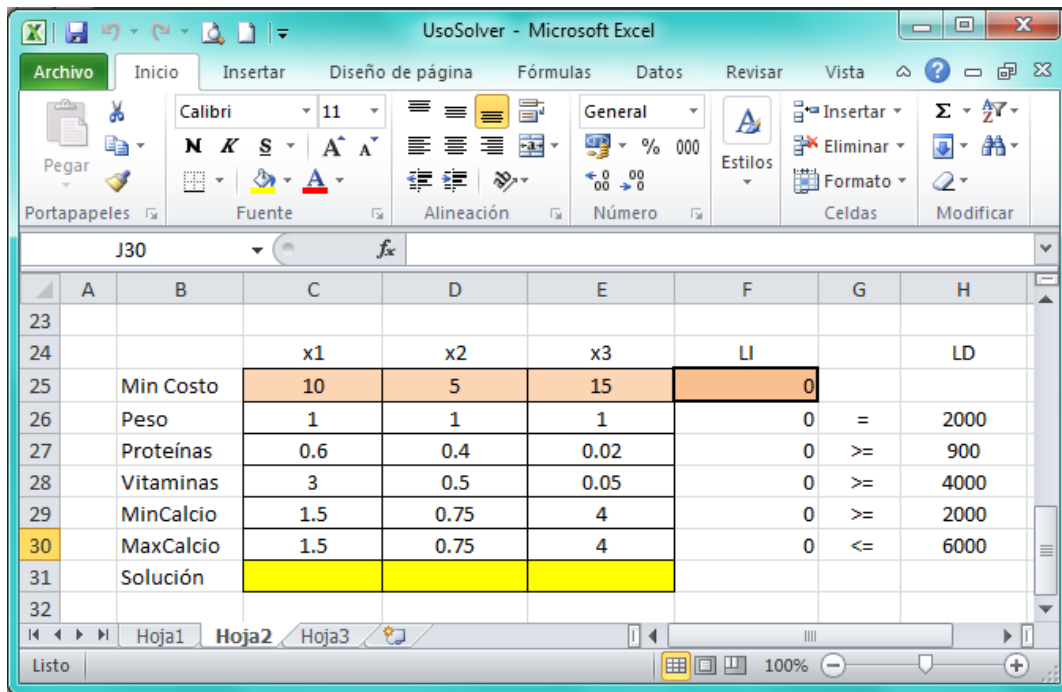 UsoSolver - Microsoft Excel
Archivo Inicio Insertar Diseño de página Fórmulas Datos Revisar Vista
Pegar
Calibri 11
N K S A A
Portapapeles
Fuente
Alineación
General
% 000
Número
Estilos
Insertar
Eliminar
Formato
Celdas
Σ
Modificar
J30 fx
A B C D E F G H
23
24 x1 x2 x3 LI LD
25 Min Costo 10 5 15 0
26 Peso 1 1 1 0 = 2000
27 Proteínas 0.6 0.4 0.02 0 >= 900
28 Vitaminas 3 0.5 0.05 0 >= 4000
29 MinCalcio 1.5 0.75 4 0 >= 2000
30 MaxCalcio 1.5 0.75 4 0 <= 6000
31 Solución
32
Hoja1 Hoja2 Hoja3
Listo 100%